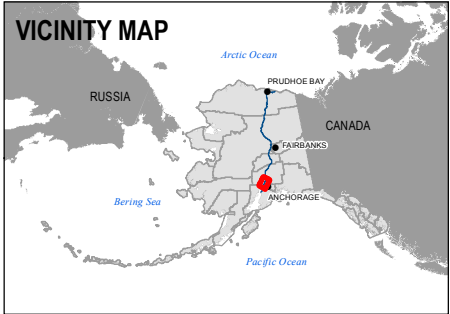 VICINITY MAP
Arctic Ocean
PRUDHOE BAY
RUSSIA
CANADA
FAIRBANKS
ANCHORAGE
Bering Sea
Pacific Ocean